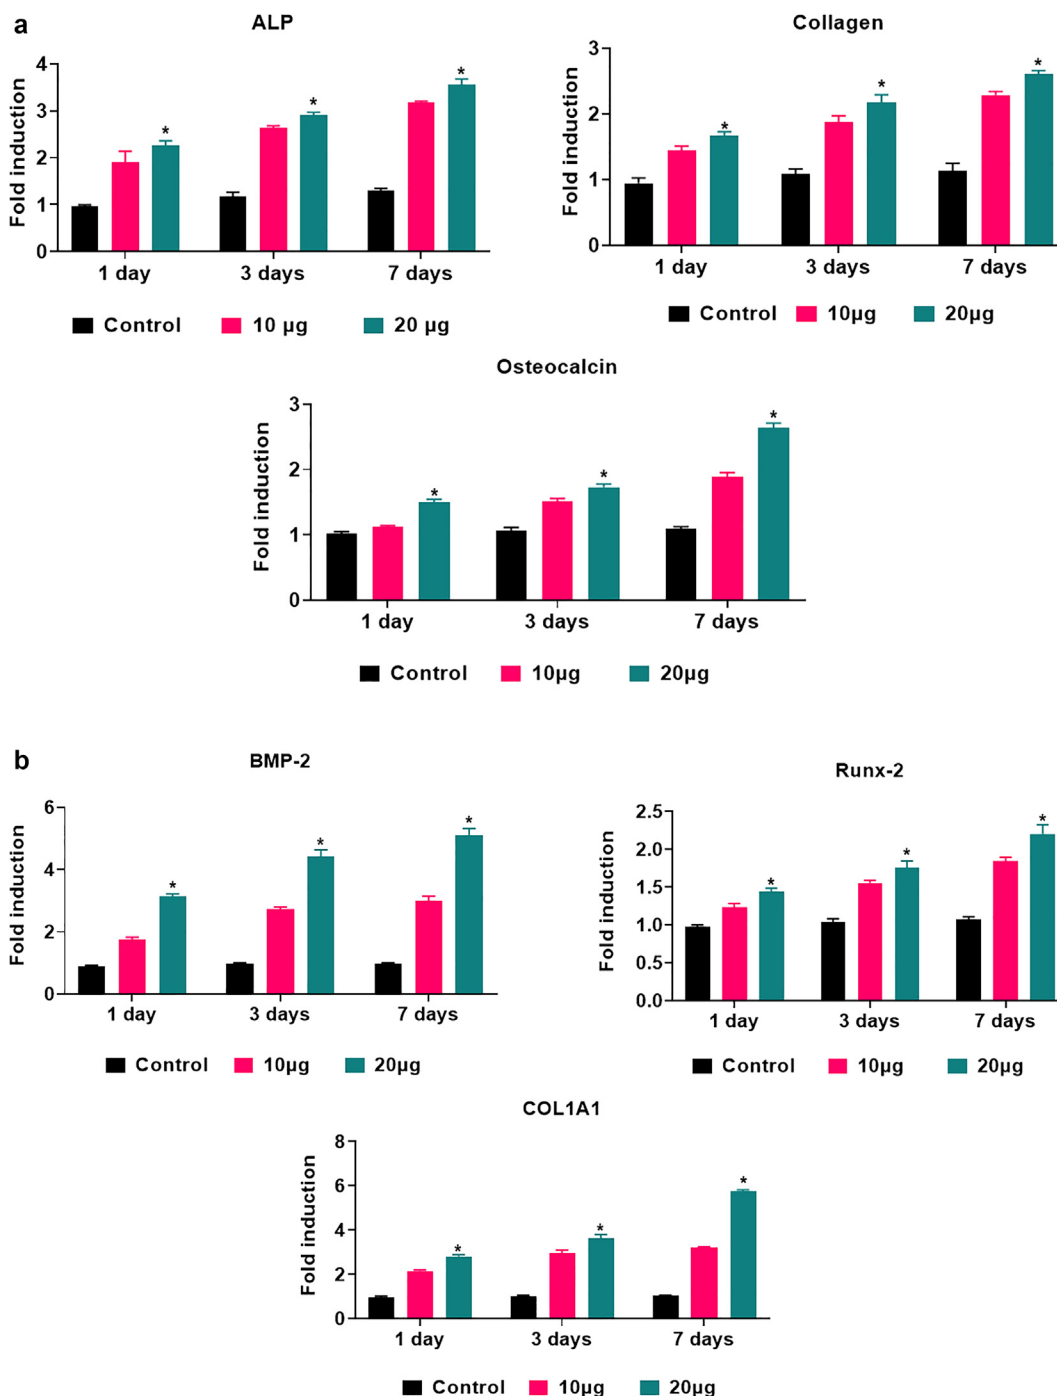 a
ALP
Fold induction
4
3
2
1
0
* * *
1 day 3 days 7 days
Control 10 µg 20 µg
Collagen
Fold induction
3
2
1
0
* * *
1 day 3 days 7 days
Control 10µg 20µg
Osteocalcin
Fold induction
3
2
1
0
* * *
1 day 3 days 7 days
Control 10µg 20µg
b
BMP-2
Fold induction
6
4
2
0
* * *
1 day 3 days 7 days
Control 10µg 20µg
Runx-2
Fold induction
2.5
2.0
1.5
1.0
0.5
0.0
* * *
1 day 3 days 7 days
Control 10µg 20µg
COL1A1
Fold induction
8
6
4
2
0
* * *
1 day 3 days 7 days
Control 10µg 20µg